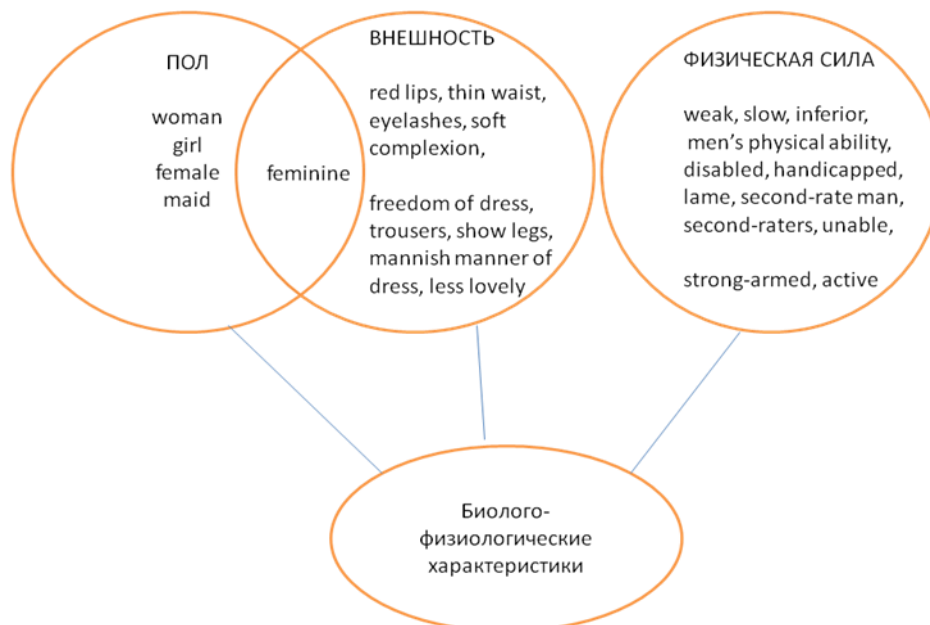 ПОЛ
woman
girl
female
maid
feminine
ВНЕШНОСТЬ
red lips, thin waist,
eyelashes, soft
complexion,
freedom of dress,
trousers, show legs,
mannish manner of
dress, less lovely
ФИЗИЧЕСКАЯ СИЛА
weak, slow, inferior,
men’s physical ability,
disabled, handicapped,
lame, second-rate man,
second-raters, unable,
strong-armed, active
Биолого-
физиологические
характеристики